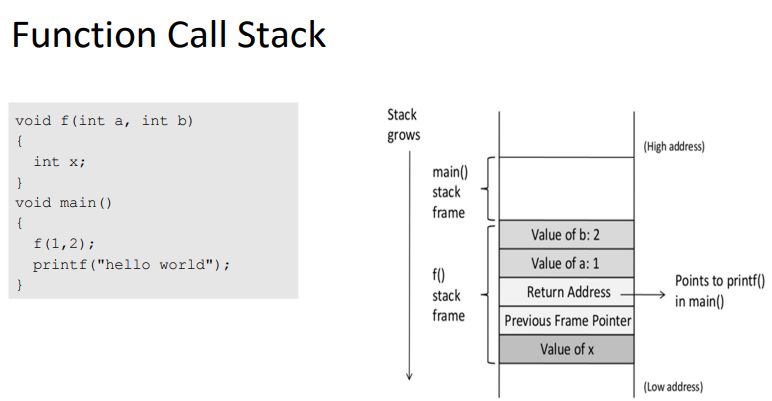 Function Call Stack
void f(int a, int b)
{
int x;
}
void main()
{
f(1,2);
printf("hello world");
}
Stack
grows
(High address)
main()
stack
frame
Value of b: 2
Value of a: 1
f()
stack
frame
Return Address
Points to printf()
in main()
Previous Frame Pointer
Value of x
(Low address)